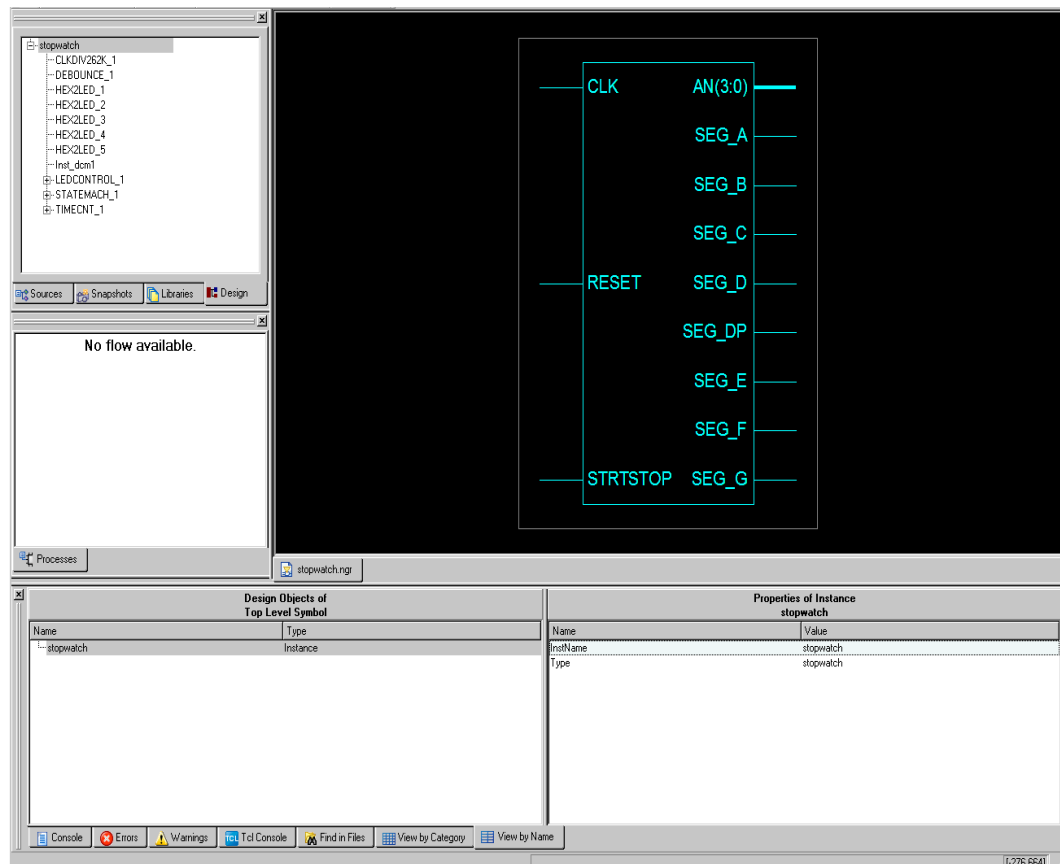 stopwatch
CLKDIV262K_1
DEBOUNCE_1
HEX2LED_1
HEX2LED_2
HEX2LED_3
HEX2LED_4
HEX2LED_5
Inst_dcm1
LEDCONTROL_1
STATEMACH_1
TIMECNT_1
Sources Snapshots Libraries Design
No flow available.
Processes
CLK AN(3:0)
SEG_A
SEG_B
SEG_C
RESET SEG_D
SEG_DP
SEG_E
SEG_F
STRTSTOP SEG_G
stopwatch.ngr
Design Objects of
Top Level Symbol
Name Type
stopwatch Instance
Properties of Instance
stopwatch
Name Value
InstName stopwatch
Type stopwatch
Console Errors Warnings TCL Tcl Console Find in Files View by Category View by Name
[-276,664]